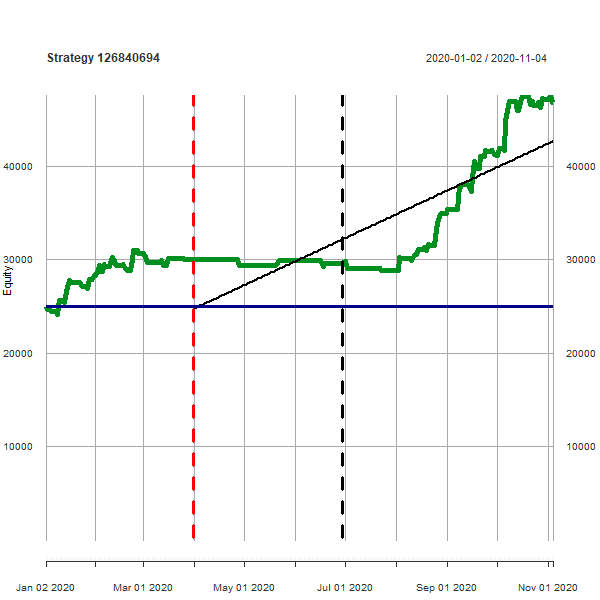 Strategy 126840694
2020-01-02 / 2020-11-04
40000
40000
30000
30000
Equity
20000
20000
10000
10000
Jan 02 2020
Mar 01 2020
May 01 2020
Jul 01 2020
Sep 01 2020
Nov 01 2020